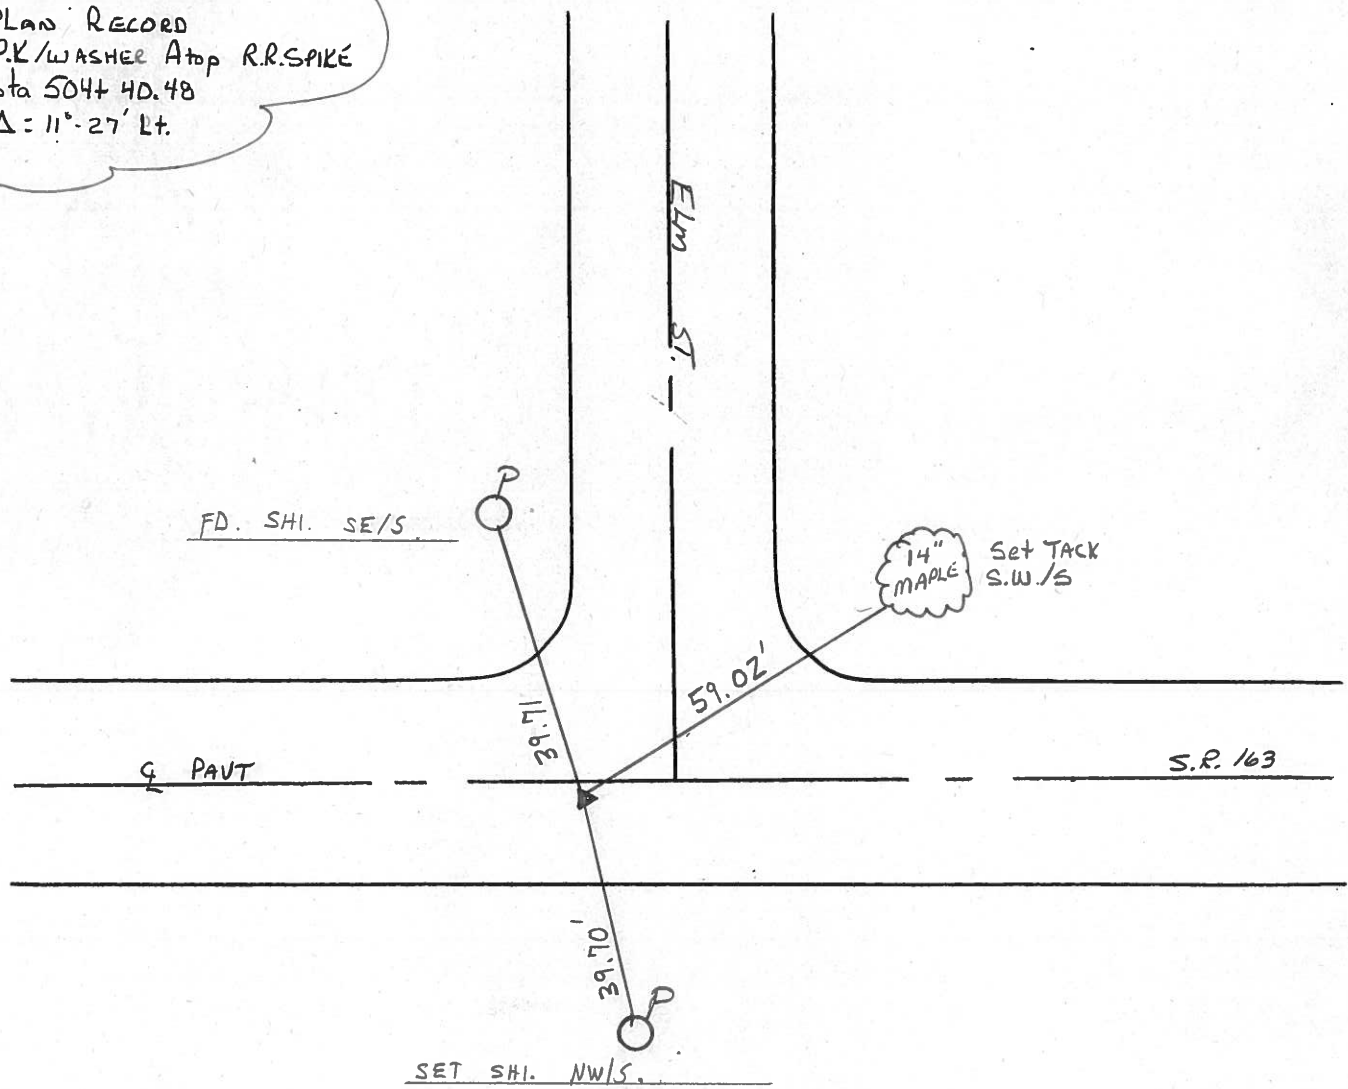 PLAN RECORD
P.K/WASHER Atop R.R.SPIKE
Sta 504+ 40.48
Δ = 11°-27' Lt.
ELM ST.
P
FD. SHI. SE/S.
14" MAPLE
Set TACK
S.W./S
39.71
59.02'
℄ PAVT
S.R. 163
39.70'
P
SET SHI. NW/S.